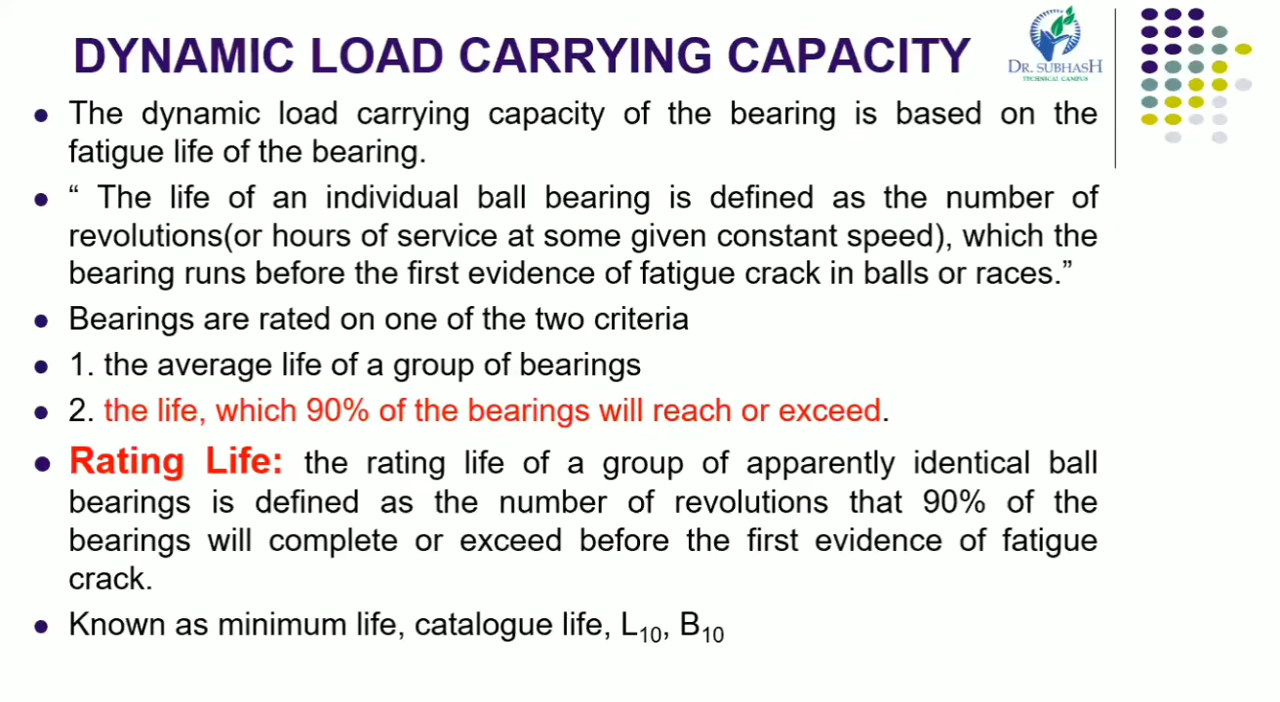 DYNAMIC LOAD CARRYING CAPACITY
DR. SUBHASH
TECHNICAL CAMPUS
• The dynamic load carrying capacity of the bearing is based on the
fatigue life of the bearing.
• “ The life of an individual ball bearing is defined as the number of
revolutions(or hours of service at some given constant speed), which the
bearing runs before the first evidence of fatigue crack in balls or races.”
• Bearings are rated on one of the two criteria
• 1. the average life of a group of bearings
• 2. the life, which 90% of the bearings will reach or exceed.
• Rating Life: the rating life of a group of apparently identical ball
bearings is defined as the number of revolutions that 90% of the
bearings will complete or exceed before the first evidence of fatigue
crack.
• Known as minimum life, catalogue life, L₁₀, B₁₀